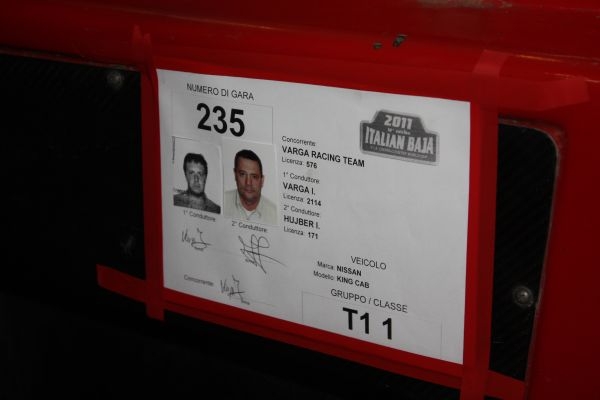 NUMERO DI GARA
235
2011
ITALIAN BAJA
Concorrente:
VARGA RACING TEAM
Licenza: 576
1° Conduttore:
VARGA I.
Licenza: 2114
2° Conduttore:
HUJBER I.
Licenza: 171
1° Conduttore:
2° Conduttore:
Concorrente:
VEICOLO
Marca: NISSAN
Modello: KING CAB
GRUPPO / CLASSE
T1 1